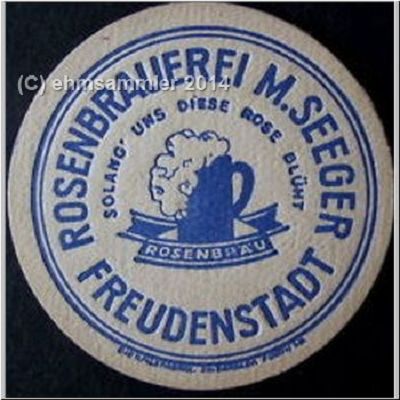 (C) ehmsammler 2014
ROSENBRAUEREI M. SEEGER
SOLANG' UNS DIESE ROSE BLÜHT
ROSENBRÄU
FREUDENSTADT